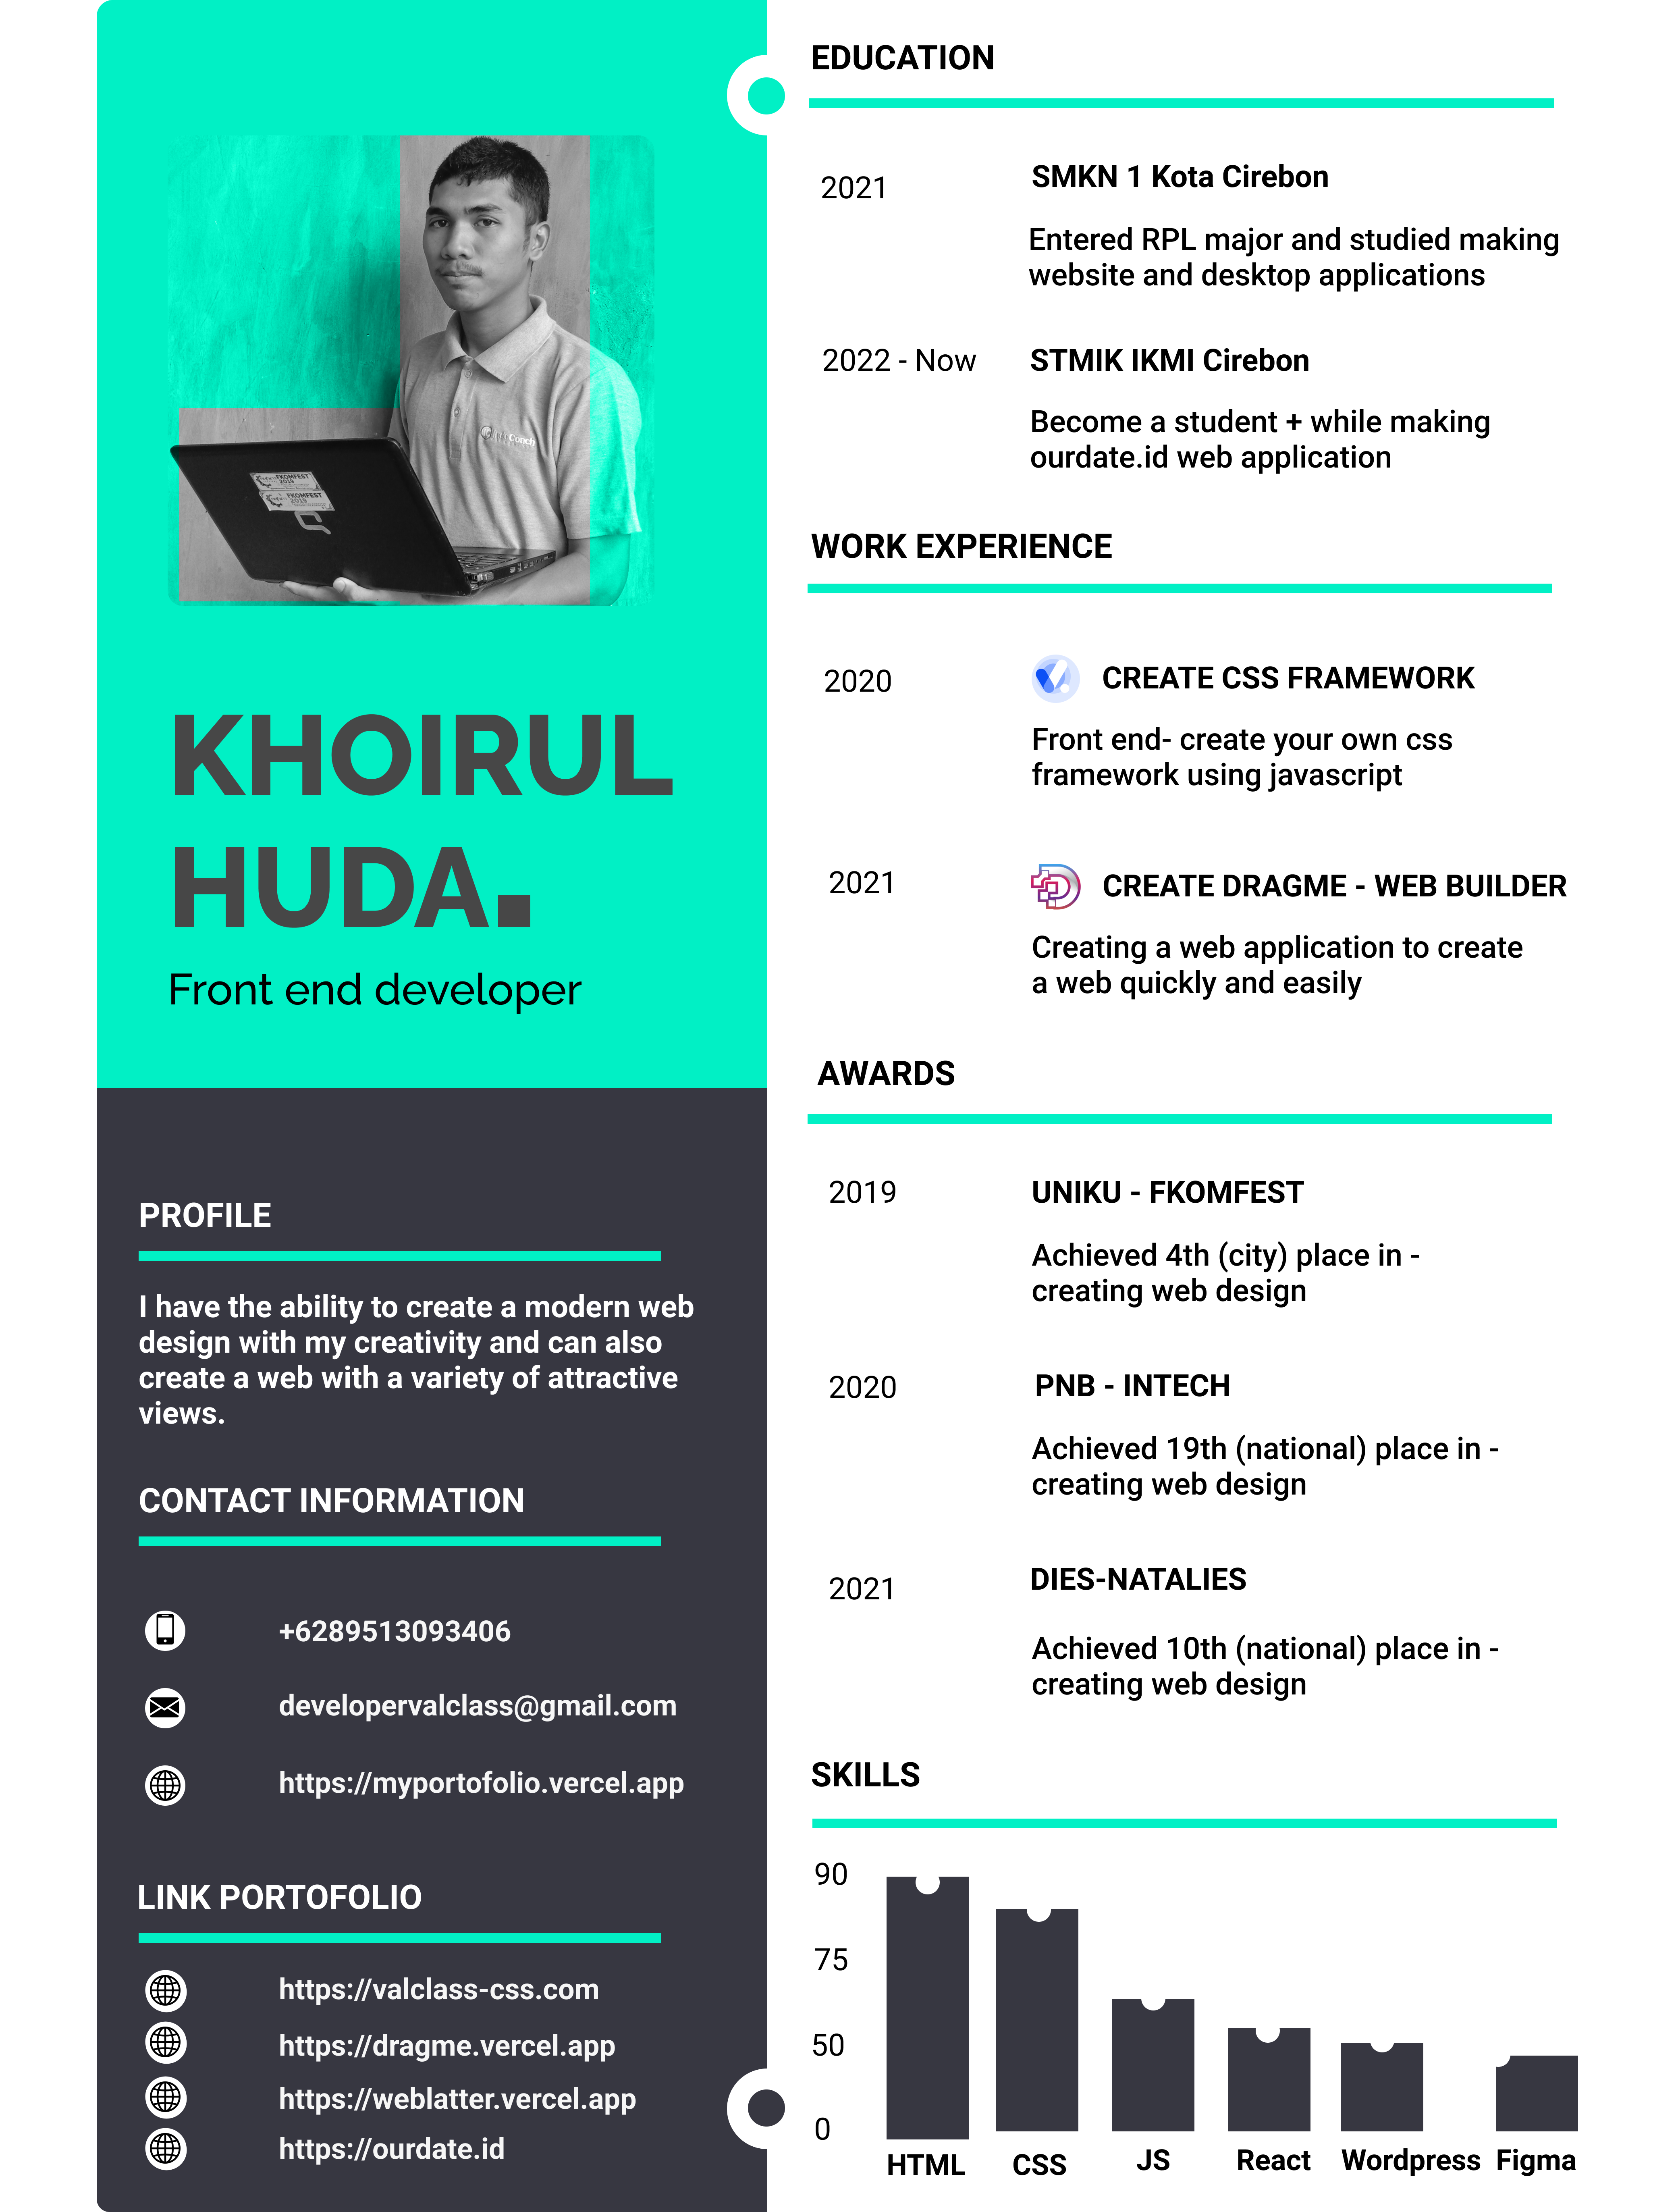 KHOIRUL
HUDA.
Front end developer
PROFILE
I have the ability to create a modern web
design with my creativity and can also
create a web with a variety of attractive
views.
CONTACT INFORMATION
+6289513093406
developervalclass@gmail.com
https://myportofolio.vercel.app
LINK PORTOFOLIO
https://valclass-css.com
https://dragme.vercel.app
https://weblatter.vercel.app
https://ourdate.id
EDUCATION
2021
SMKN 1 Kota Cirebon
Entered RPL major and studied making
website and desktop applications
2022 - Now
STMIK IKMI Cirebon
Become a student + while making
ourdate.id web application
WORK EXPERIENCE
2020
CREATE CSS FRAMEWORK
Front end- create your own css
framework using javascript
2021
CREATE DRAGME - WEB BUILDER
Creating a web application to create
a web quickly and easily
AWARDS
2019
UNIKU - FKOMFEST
Achieved 4th (city) place in -
creating web design
2020
PNB - INTECH
Achieved 19th (national) place in -
creating web design
2021
DIES-NATALIES
Achieved 10th (national) place in -
creating web design
SKILLS
90
75
50
0
HTML CSS JS React Wordpress Figma
FKOMFEST
2019
FKOMFEST
2019